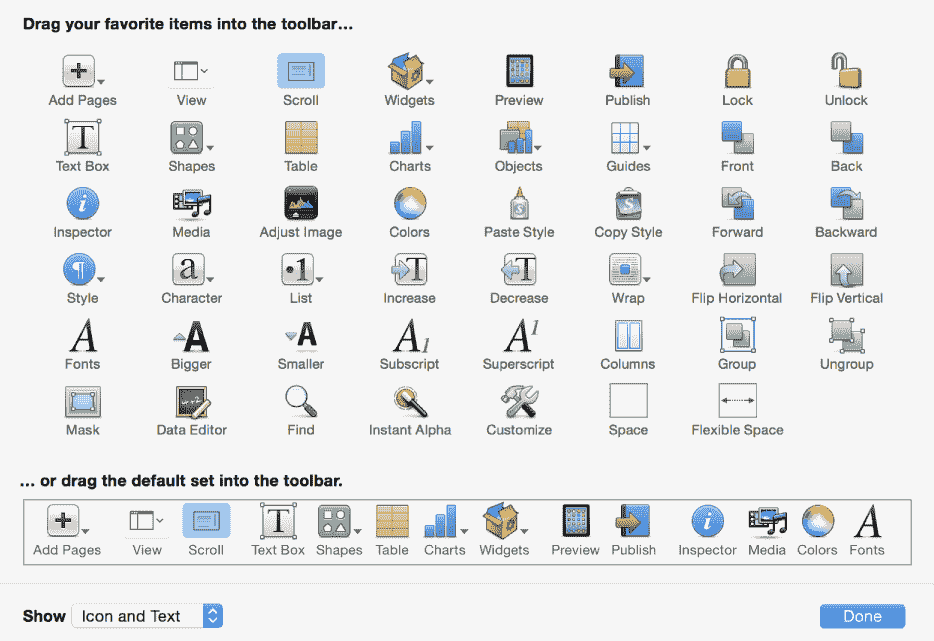 Drag your favorite items into the toolbar...
Add Pages View Scroll Widgets Preview Publish Lock Unlock
T
Text Box Shapes Table Charts Objects Guides Front Back
i S S
Inspector Media Adjust Image Colors Paste Style Copy Style Forward Backward
¶ a •1 T T
Style Character List Increase Decrease Wrap Flip Horizontal Flip Vertical
A A A A1 A1
Fonts Bigger Smaller Subscript Superscript Columns Group Ungroup
Mask Data Editor Find Instant Alpha Customize Space Flexible Space
... or drag the default set into the toolbar.
T i A
Add Pages View Scroll Text Box Shapes Table Charts Widgets Preview Publish Inspector Media Colors Fonts
Show Icon and Text Done